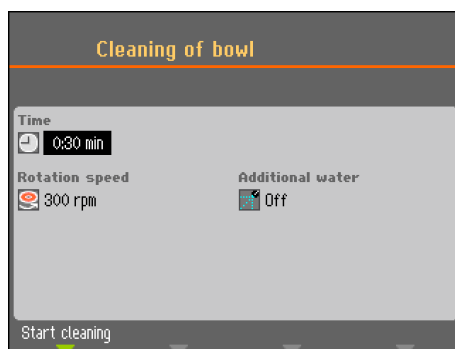 Cleaning of bowl
Time
0:30 min
Rotation speed
300 rpm
Additional water
Off
Start cleaning